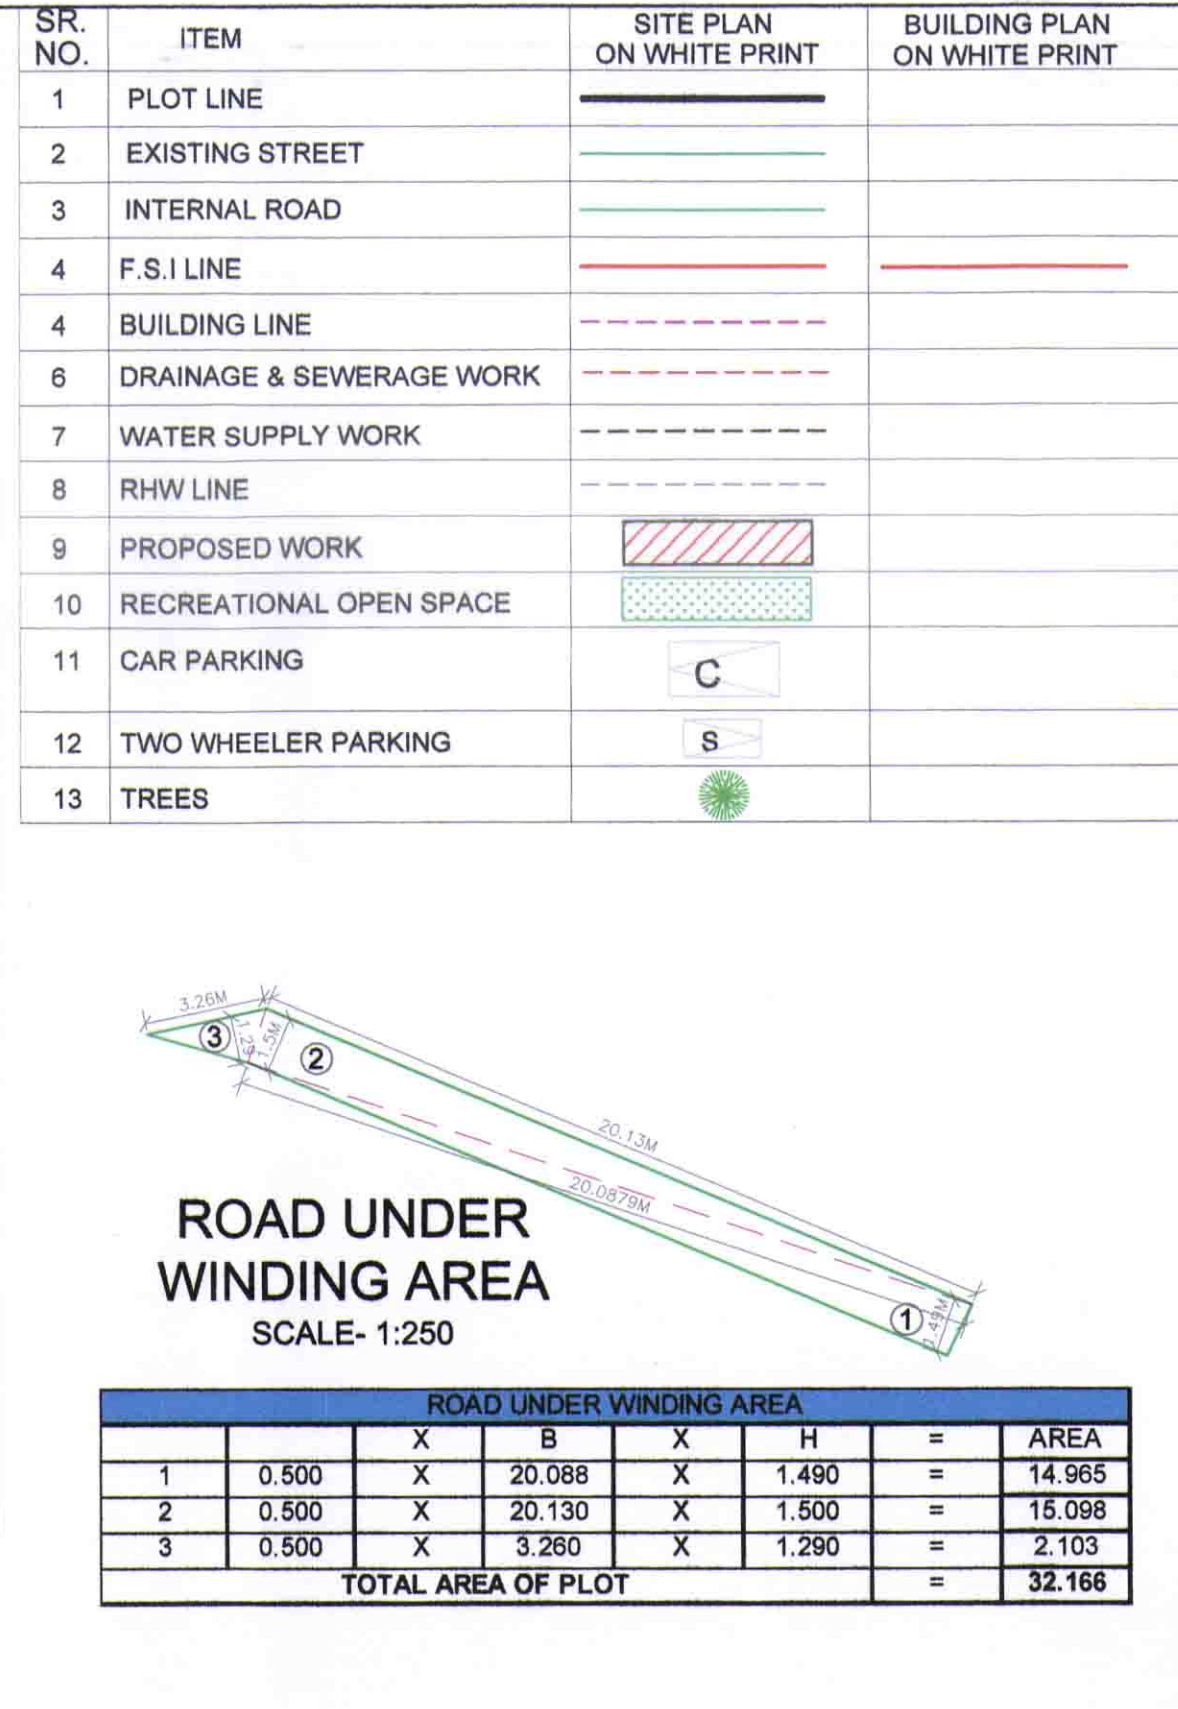 SR. NO. ITEM SITE PLAN ON WHITE PRINT BUILDING PLAN ON WHITE PRINT
1 PLOT LINE
2 EXISTING STREET
3 INTERNAL ROAD
4 F.S.I LINE
4 BUILDING LINE
6 DRAINAGE & SEWERAGE WORK
7 WATER SUPPLY WORK
8 RHW LINE
9 PROPOSED WORK
10 RECREATIONAL OPEN SPACE
11 CAR PARKING C
12 TWO WHEELER PARKING S
13 TREES
3.26M
3
1.5M
2
20.13M
20.0879M
1
ROAD UNDER
WINDING AREA
SCALE- 1:250
ROAD UNDER WINDING AREA
X B X H = AREA
1 0.500 X 20.088 X 1.490 = 14.965
2 0.500 X 20.130 X 1.500 = 15.098
3 0.500 X 3.260 X 1.290 = 2.103
TOTAL AREA OF PLOT = 32.166